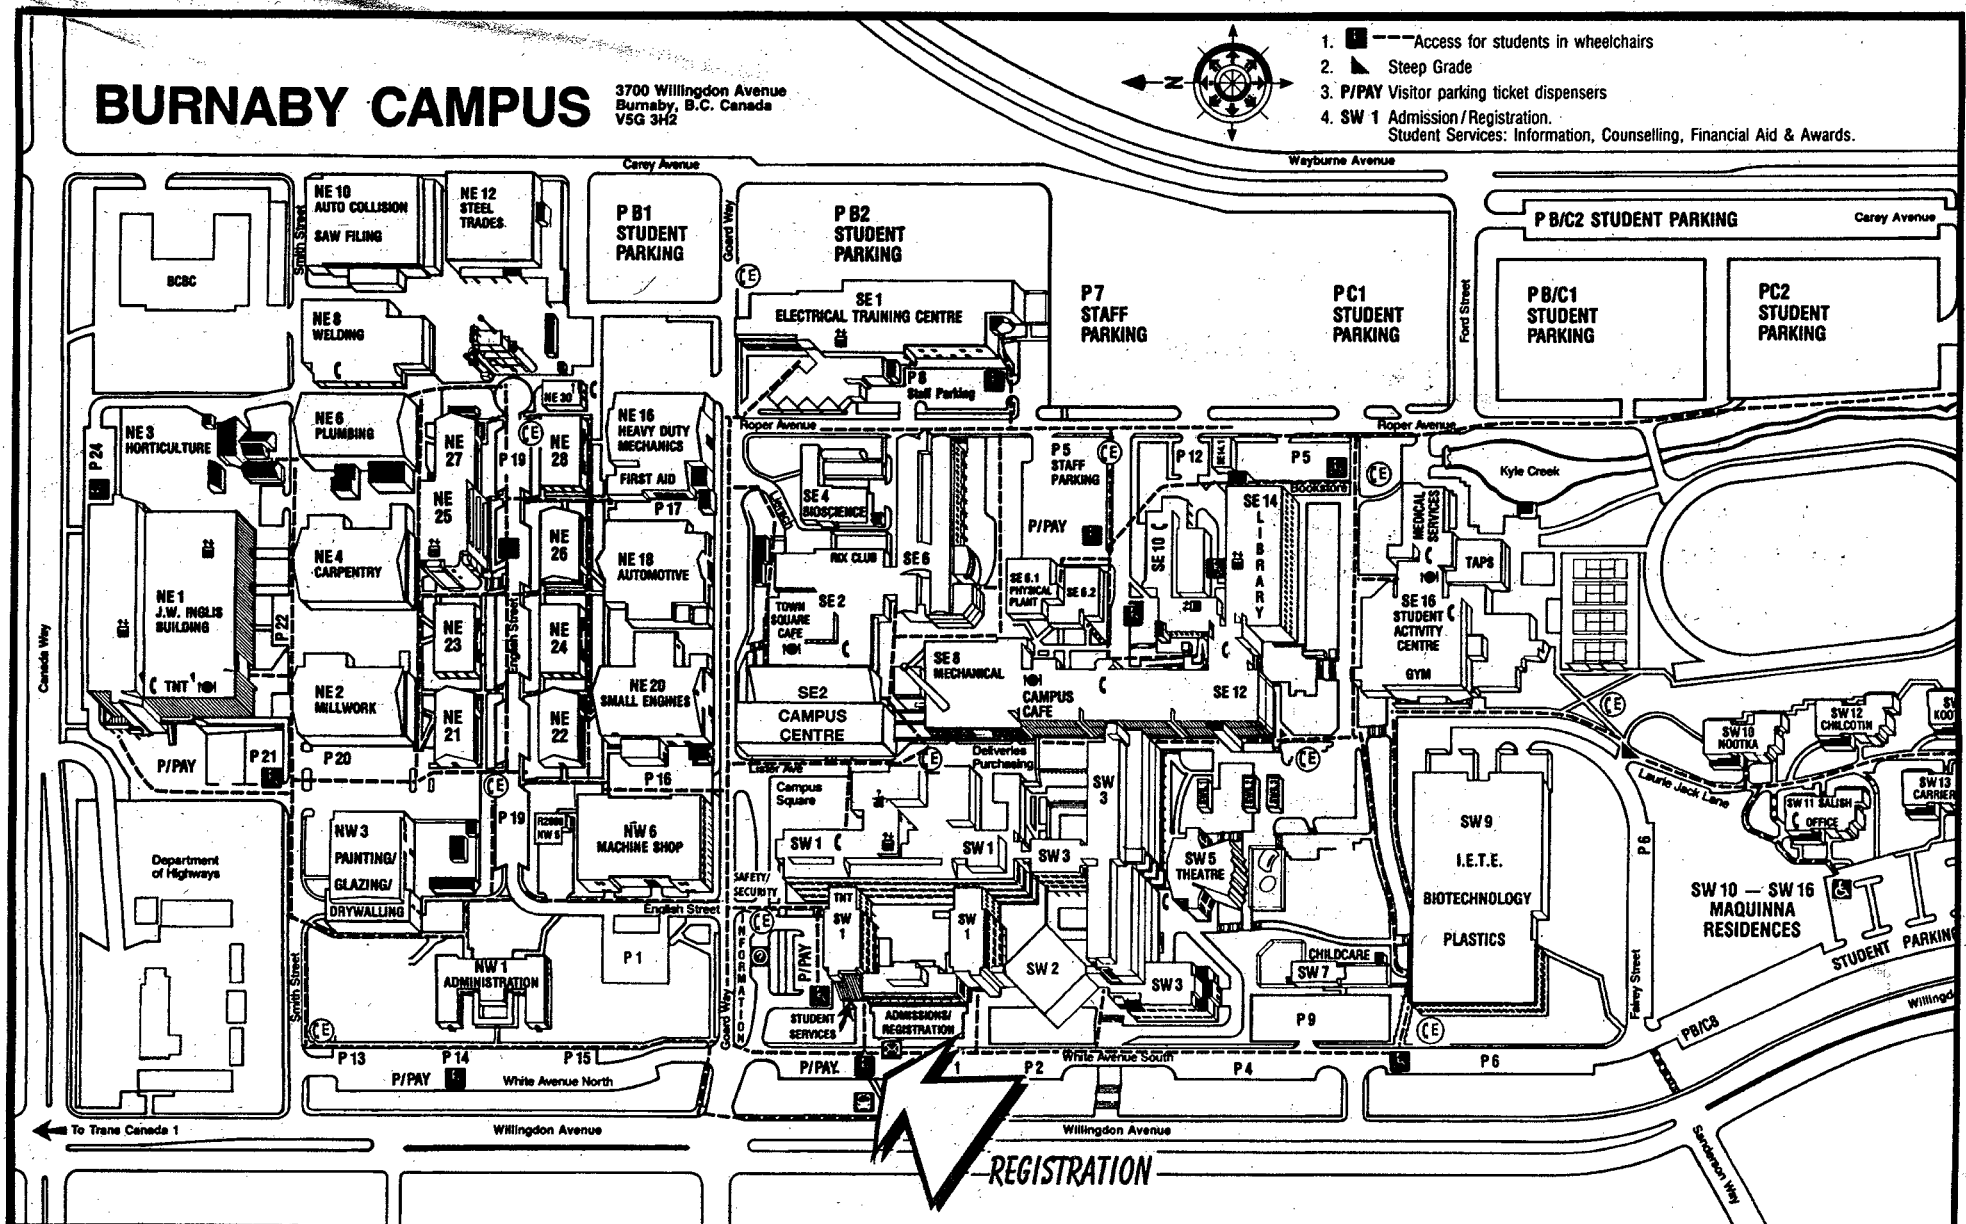 BURNABY CAMPUS
3700 Willingdon Avenue
Burnaby, B.C. Canada
V5G 3H2
N
1. Access for students in wheelchairs
2. Steep Grade
3. P/PAY Visitor parking ticket dispensers
4. SW 1 Admission/Registration.
Student Services: Information, Counselling, Financial Aid & Awards.
Carey Avenue
Wayburne Avenue
NE 10
AUTO COLLISION
SAW FILING
NE 12
STEEL
TRADES
Smith Street
BCBC
P B1
STUDENT
PARKING
Goard Way
P B2
STUDENT
PARKING
P B/C2 STUDENT PARKING
Carey Avenue
NE 8
WELDING
SE 1
ELECTRICAL TRAINING CENTRE
P 7
STAFF
PARKING
PC1
STUDENT
PARKING
Ford Street
P B/C1
STUDENT
PARKING
PC2
STUDENT
PARKING
P 8
Staff Parking
NE 30
NE 3
HORTICULTURE
P 24
NE 6
PLUMBING
NE
27
P 19
E
NE
28
NE 16
HEAVY DUTY
MECHANICS
FIRST AID
P 17
Roper Avenue
Roper Avenue
NE
25
NE
26
NE 18
AUTOMOTIVE
SE 4
BIOSCIENCE
RIX CLUB
SE 6
P 5
STAFF
PARKING
P/PAY
P 12
P 5
Bookstore
SE 14
LIBRARY
SE 10
Kyle Creek
MEDICAL
SERVICES
TAPS
NE 1
J.W. INGLIS
BUILDING
TNT
P 22
NE 4
CARPENTRY
NE
23
English Street
NE
24
SE 2
TOWN
SQUARE
CAFE
SE 6.1
PHYSICAL
PLANT
SE 6.2
SE 16
STUDENT
ACTIVITY
CENTRE
GYM
Canada Way
NE 2
MILLWORK
NE
21
NE
22
NE 20
SMALL ENGINES
SE2
CAMPUS
CENTRE
SE 8
MECHANICAL
CAMPUS
CAFE
SE 12
P/PAY
P 21
P 20
P 16
Lister Ave
Deliveries
Purchasing
SW 10
NOOTKA
SW 12
CHILCOTIN
Laurie Jack Lane
SW 13
CARRIER
SW 11 SALISH
OFFICE
Department
of Highways
NW 3
PAINTING/
GLAZING/
DRYWALLING
P 19
NW 5
NW 6
MACHINE SHOP
Campus
Square
SW 1
SW 1
SW
3
SW 3
SW 5
THEATRE
SW 9
I.E.T.E.
BIOTECHNOLOGY
PLASTICS
P 6
SW 10 — SW 16
MAQUINNA
RESIDENCES
STUDENT PARKING
SAFETY/
SECURITY
English Street
INFORMATION
TNT
SW
1
SW
1
P/PAY
P 1
NW 1
ADMINISTRATION
Smith Street
Goard Way
SW 2
SW 3
CHILDCARE
SW 7
P 9
STUDENT
SERVICES
ADMISSIONS/
REGISTRATION
PB/C8
P 13
P 14
P 15
P/PAY
White Avenue North
P/PAY
1
P 2
White Avenue South
P 4
P 6
To Trans Canada 1
Willingdon Avenue
Willingdon Avenue
Sanderson Way
REGISTRATION